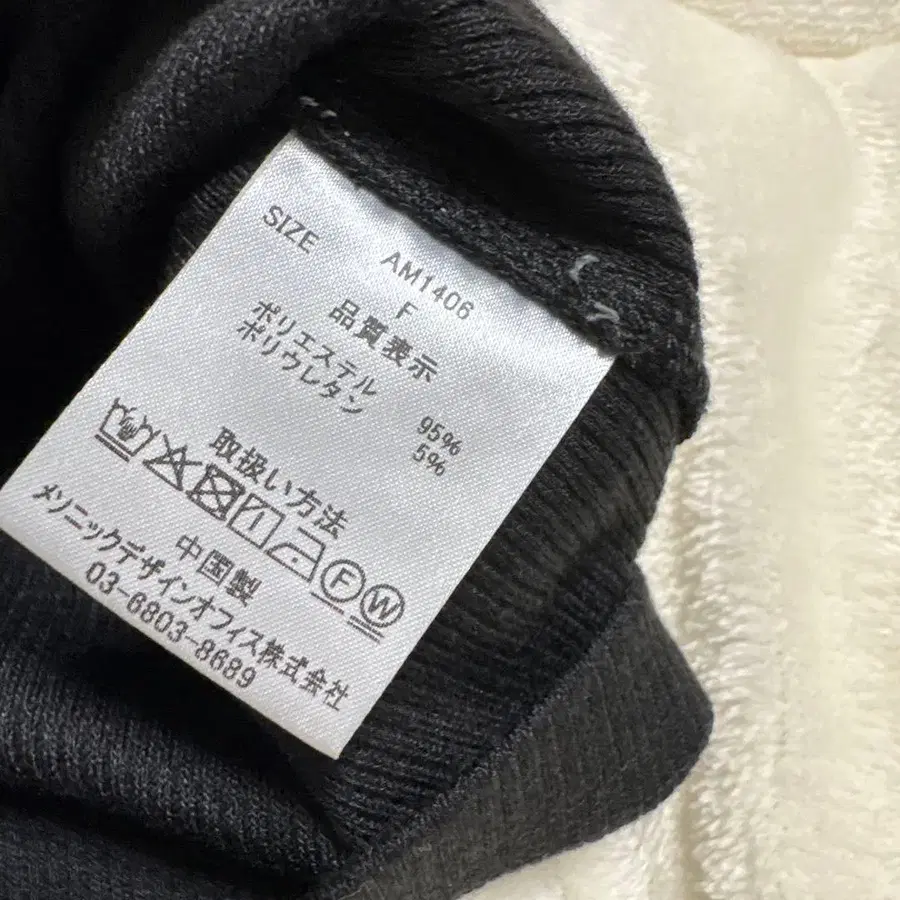 AM1406
SIZE F
品質表示
ポリエステル 95%
ポリウレタン 5%
取扱い方法
F W
中国製
メソニックデザインオフィス株式会社
03-6803-8689